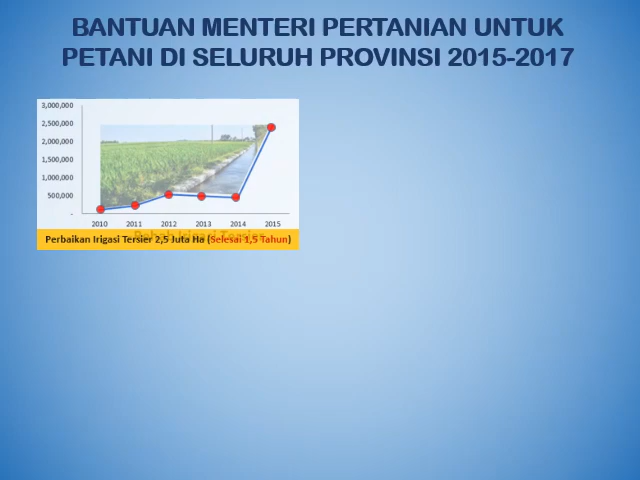 BANTUAN MENTERI PERTANIAN UNTUK
PETANI DI SELURUH PROVINSI 2015-2017
3,000,000
2,500,000
2,000,000
1,500,000
1,000,000
500,000
-
2010 2011 2012 2013 2014 2015
Perbaikan Irigasi Tersier 2,5 Juta Ha (Selesai 1,5 Tahun)